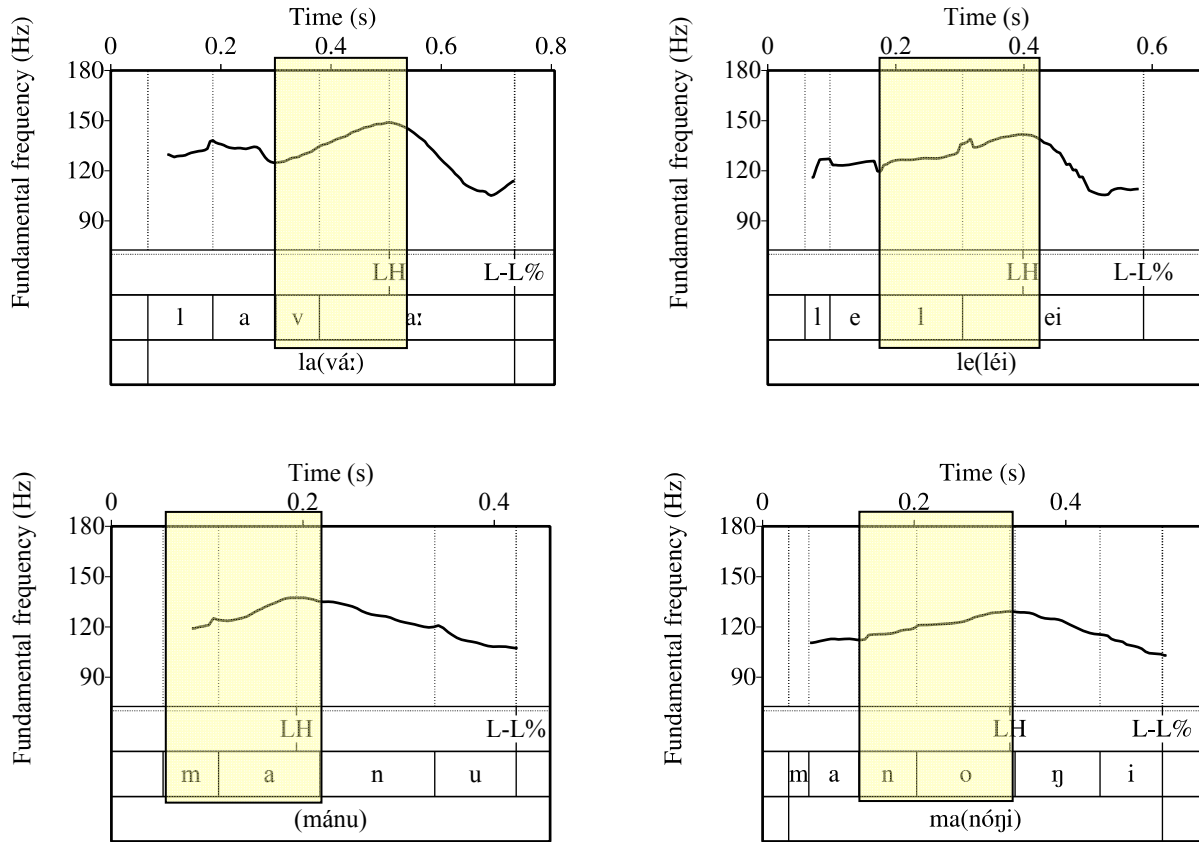 Time (s)
0 0.2 0.4 0.6 0.8
Fundamental frequency (Hz)
180
150
120
90
LH L-L%
l a v aː
la(váː)
Time (s)
0 0.2 0.4 0.6
Fundamental frequency (Hz)
180
150
120
90
LH L-L%
l e l ei
le(léi)
Time (s)
0 0.2 0.4
Fundamental frequency (Hz)
180
150
120
90
LH L-L%
m a n u
(mánu)
Time (s)
0 0.2 0.4
Fundamental frequency (Hz)
180
150
120
90
LH L-L%
m a n o ŋ i
ma(nóŋi)